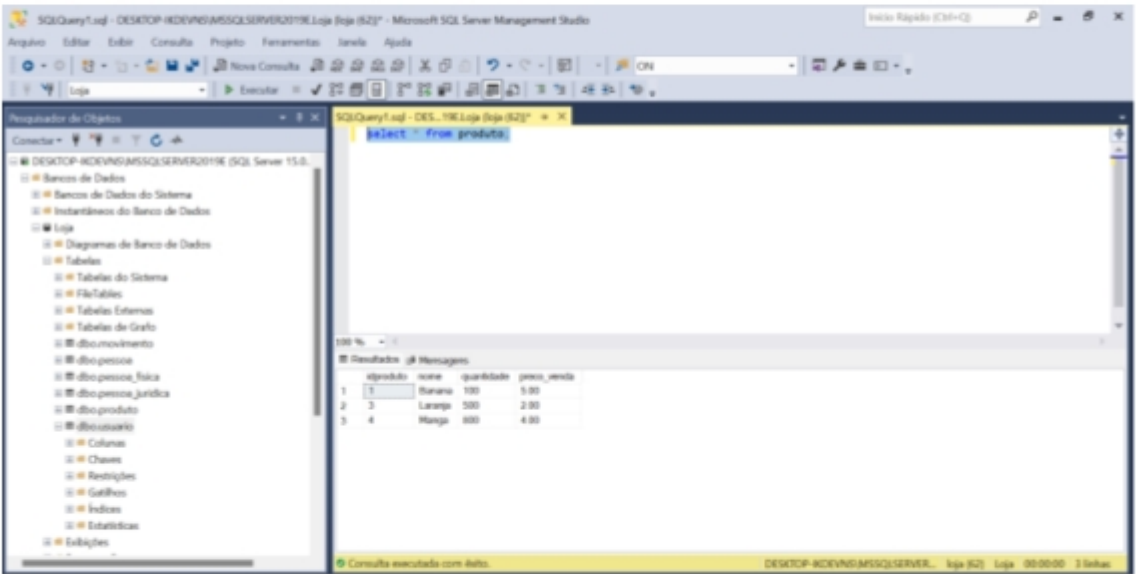 SQLQuery1.sql - DESKTOP-IKDEVNS\MSSQLSERVER2019E.Loja (loja (62))* - Microsoft SQL Server Management Studio
Início Rápido (Ctrl+Q)
Arquivo Editar Exibir Consulta Projeto Ferramentas Janela Ajuda
Nova Consulta ON
Loja Executar
Pesquisador de Objetos
SQLQuery1.sql - DES...19E.Loja (loja (62))*
Conectar
select * from produto;
DESKTOP-IKDEVNS\MSSQLSERVER2019E (SQL Server 15.0.
Bancos de Dados
Bancos de Dados do Sistema
Instantâneos do Banco de Dados
Loja
Diagramas de Banco de Dados
Tabelas
Tabelas do Sistema
FileTables
Tabelas Externas
Tabelas de Grafo
dbo.movimento
dbo.pessoa
dbo.pessoa_fisica
dbo.pessoa_juridica
dbo.produto
dbo.usuario
Colunas
Chaves
Restrições
Gatilhos
Índices
Estatísticas
Exibições
100 %
Resultados Mensagens
idproduto nome quantidade preco_venda
1 1 Banana 100 5.00
2 3 Laranja 500 2.00
3 4 Manga 800 4.00
Consulta executada com êxito.
DESKTOP-IKDEVNS\MSSQLSERVER... loja (62) Loja 00:00:00 3 linhas